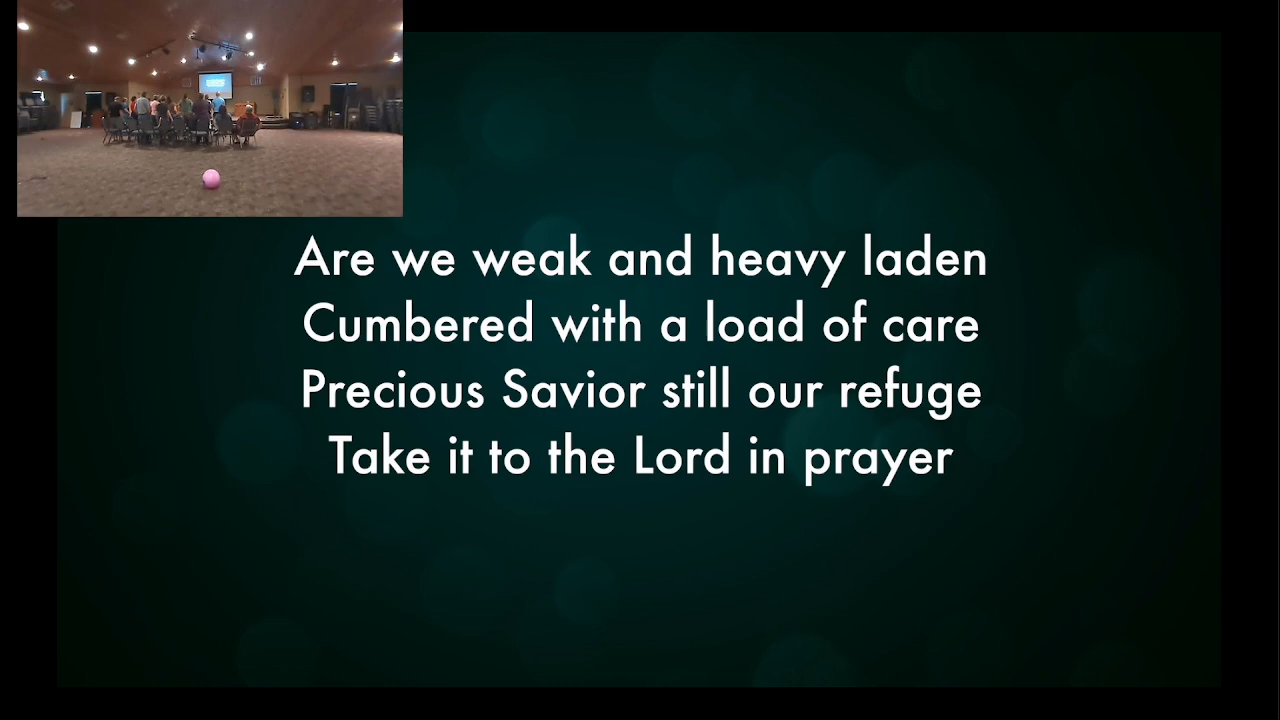 Are we weak and heavy laden
Cumbered with a load of care
Precious Savior still our refuge
Take it to the Lord in prayer